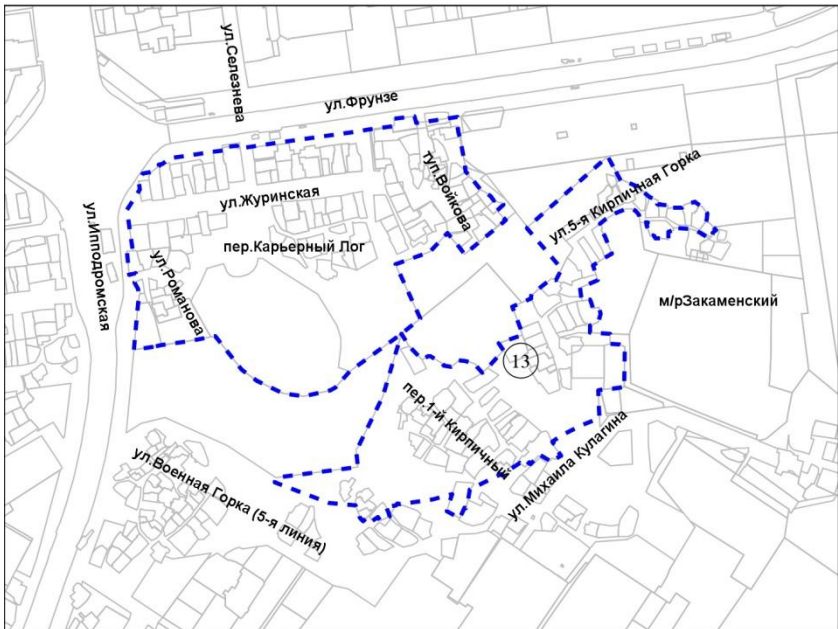 ул.Селезнева
ул.Фрунзе
туп.Войкова
ул.5-я Кирпичная Горка
ул.Журинская
ул.Ипподромская
пер.Карьерный Лог
ул.Романова
м/рЗакаменский
13
пер.1-й Кирпичный
ул.Михаила Кулагина
ул.Военная Горка (5-я линия)